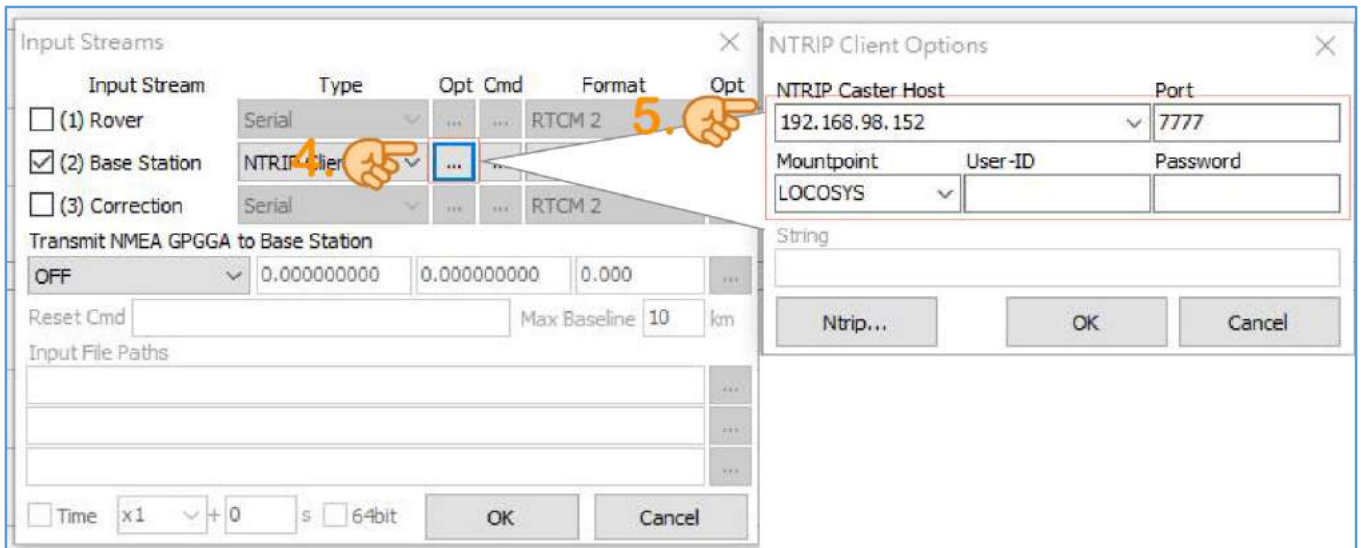 Input Streams
Input Stream Type Opt Cmd Format Opt
(1) Rover Serial ... ... RTCM 2
5.
(2) Base Station NTRIP Clien ...
4.
(3) Correction Serial ... ... RTCM 2
Transmit NMEA GPGGA to Base Station
OFF 0.000000000 0.000000000 0.000 ...
Reset Cmd Max Baseline 10 km
Input File Paths
...
...
...
Time x1 + 0 s 64bit OK Cancel
NTRIP Client Options
NTRIP Caster Host Port
192.168.98.152 7777
Mountpoint User-ID Password
LOCOSYS
String
Ntrip... OK Cancel